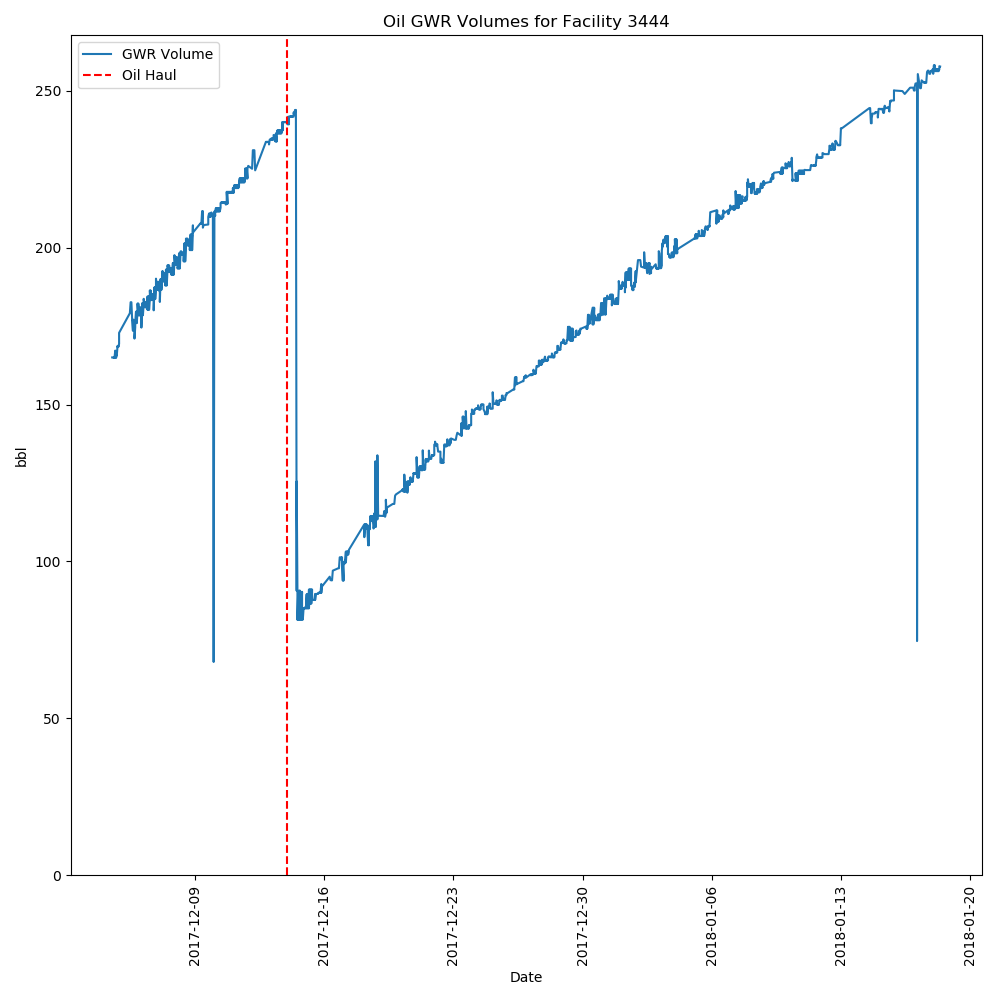 Oil GWR Volumes for Facility 3444
GWR Volume
Oil Haul
250
200
150
100
50
0
bbl
2017-12-09
2017-12-16
2017-12-23
2017-12-30
2018-01-06
2018-01-13
2018-01-20
Date